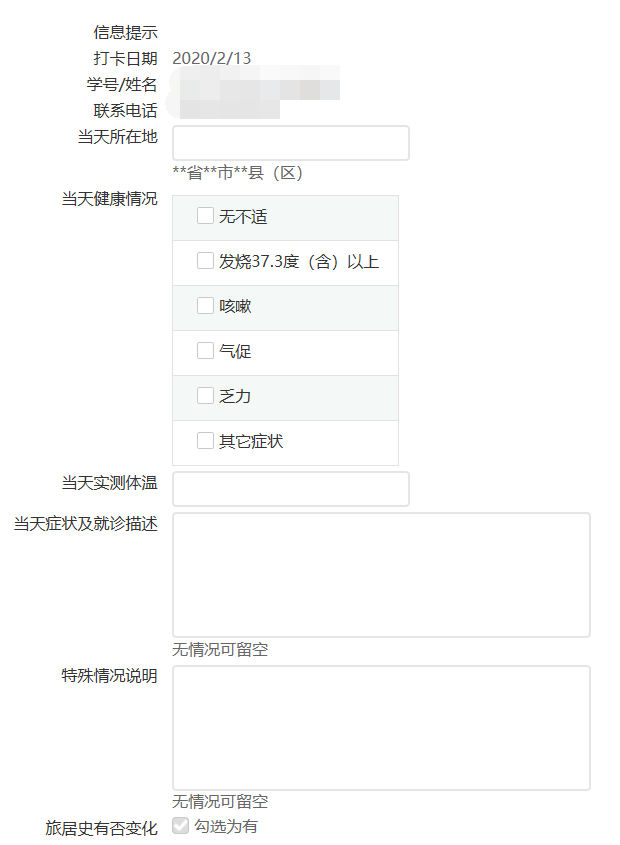 信息提示
打卡日期 2020/2/13
学号/姓名
联系电话
当天所在地
**省**市**县（区）
当天健康情况
无不适
发烧37.3度（含）以上
咳嗽
气促
乏力
其它症状
当天实测体温
当天症状及就诊描述
无情况可留空
特殊情况说明
无情况可留空
旅居史有否变化 勾选为有